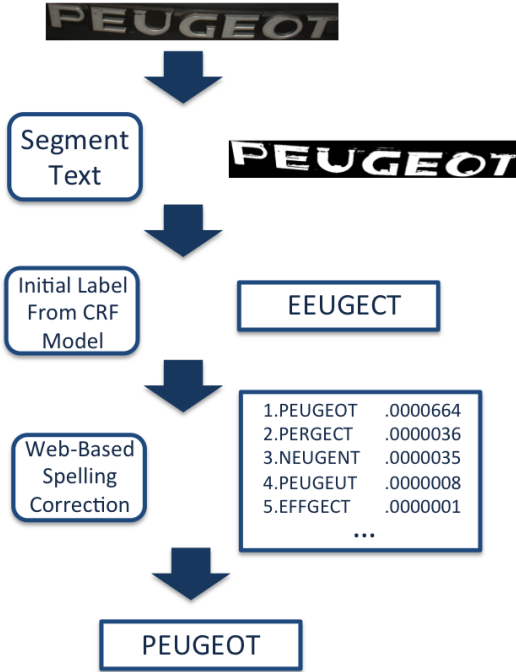 PEUGEOT
Segment
Text
PEUGEOT
Initial Label
From CRF
Model
EEUGECT
Web-Based
Spelling
Correction
1.PEUGEOT .0000664
2.PERGECT .0000036
3.NEUGENT .0000035
4.PEUGEUT .0000008
5.EFFGECT .0000001
...
PEUGEOT